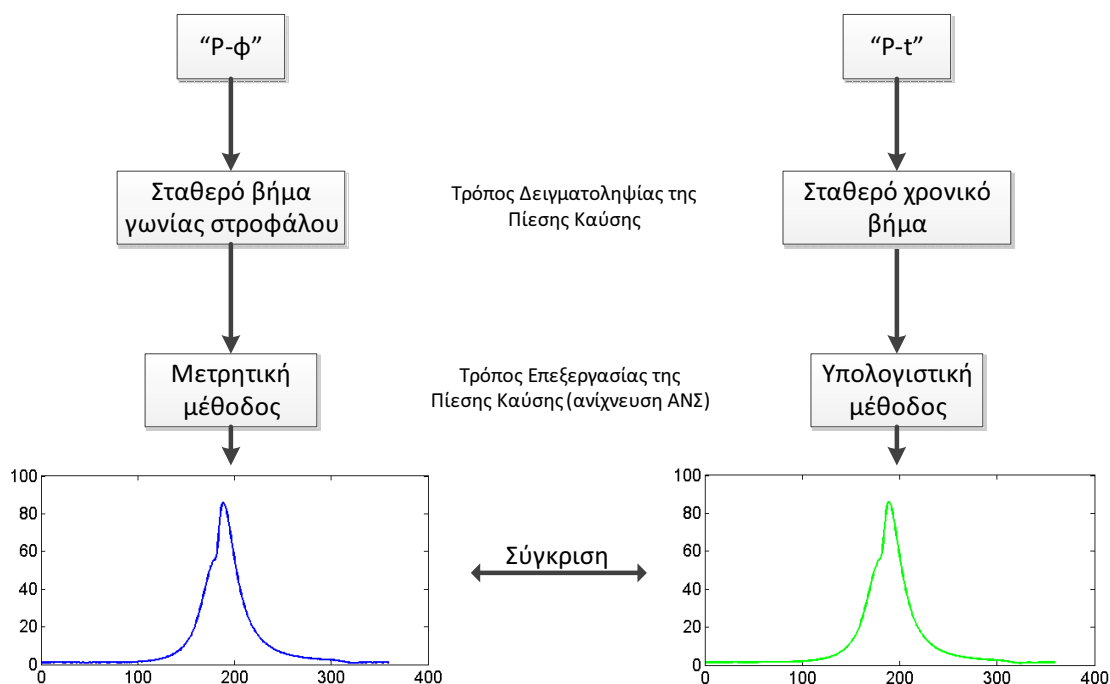 “P-φ”
“P-t”
Σταθερό βήμα
γωνίας στροφάλου
Τρόπος Δειγματοληψίας της
Πίεσης Καύσης
Σταθερό χρονικό
βήμα
Μετρητική
μέθοδος
Τρόπος Επεξεργασίας της
Πίεσης Καύσης (ανίχνευση ΑΝΣ)
Υπολογιστική
μέθοδος
100
80
60
40
20
0
0 100 200 300 400
Σύγκριση
100
80
60
40
20
0
0 100 200 300 400